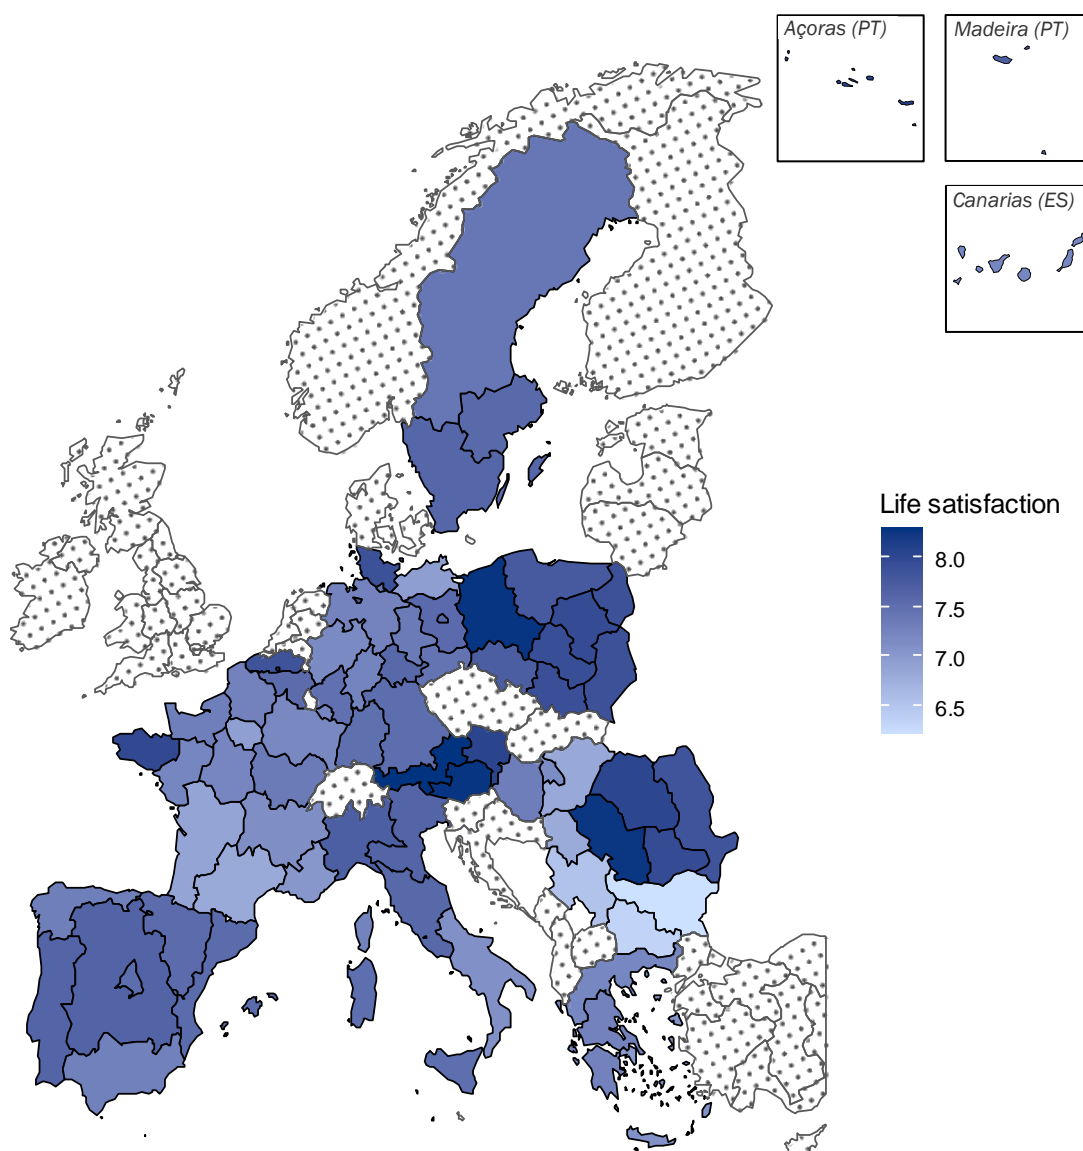 Açoras (PT)
Madeira (PT)
Canarias (ES)
Life satisfaction
8.0
7.5
7.0
6.5